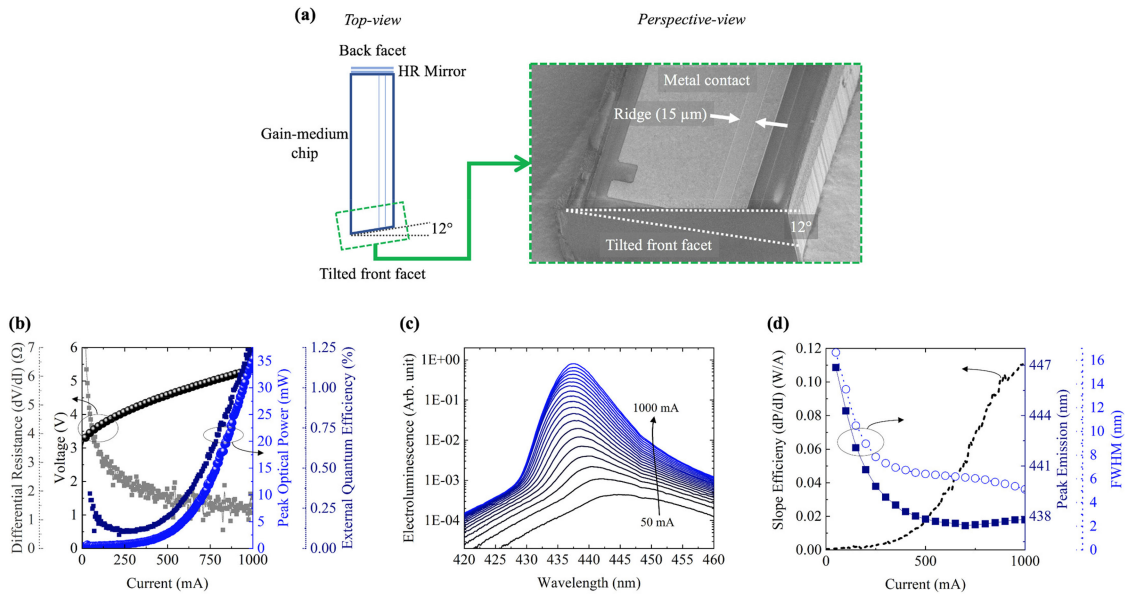 (a)
Top-view
Perspective-view
Back facet
HR Mirror
Gain-medium
chip
12°
Tilted front facet
Metal contact
Ridge (15 µm)
12°
Tilted front facet
(b)
Differential Resistance (dV/dI) (Ω)
7
6
5
4
3
2
1
0
Voltage (V)
6
5
4
3
2
1
0
0
250
500
750
1000
Current (mA)
Peak Optical Power (mW)
35
30
25
20
15
10
5
0
External Quantum Efficiency (%)
1.25
1.00
0.75
0.50
0.25
0.00
(c)
Electroluminescence (Arb. unit)
1E+00
1E-01
1E-02
1E-03
1E-04
1000 mA
50 mA
420 425 430 435 440 445 450 455 460
Wavelength (nm)
(d)
Slope Efficieny (dP/dI) (W/A)
0.12
0.10
0.08
0.06
0.04
0.02
0.00
0
250
500
750
1000
Current (mA)
Peak Emission (nm)
447
444
441
438
FWHM (nm)
16
14
12
10
8
6
4
2
0